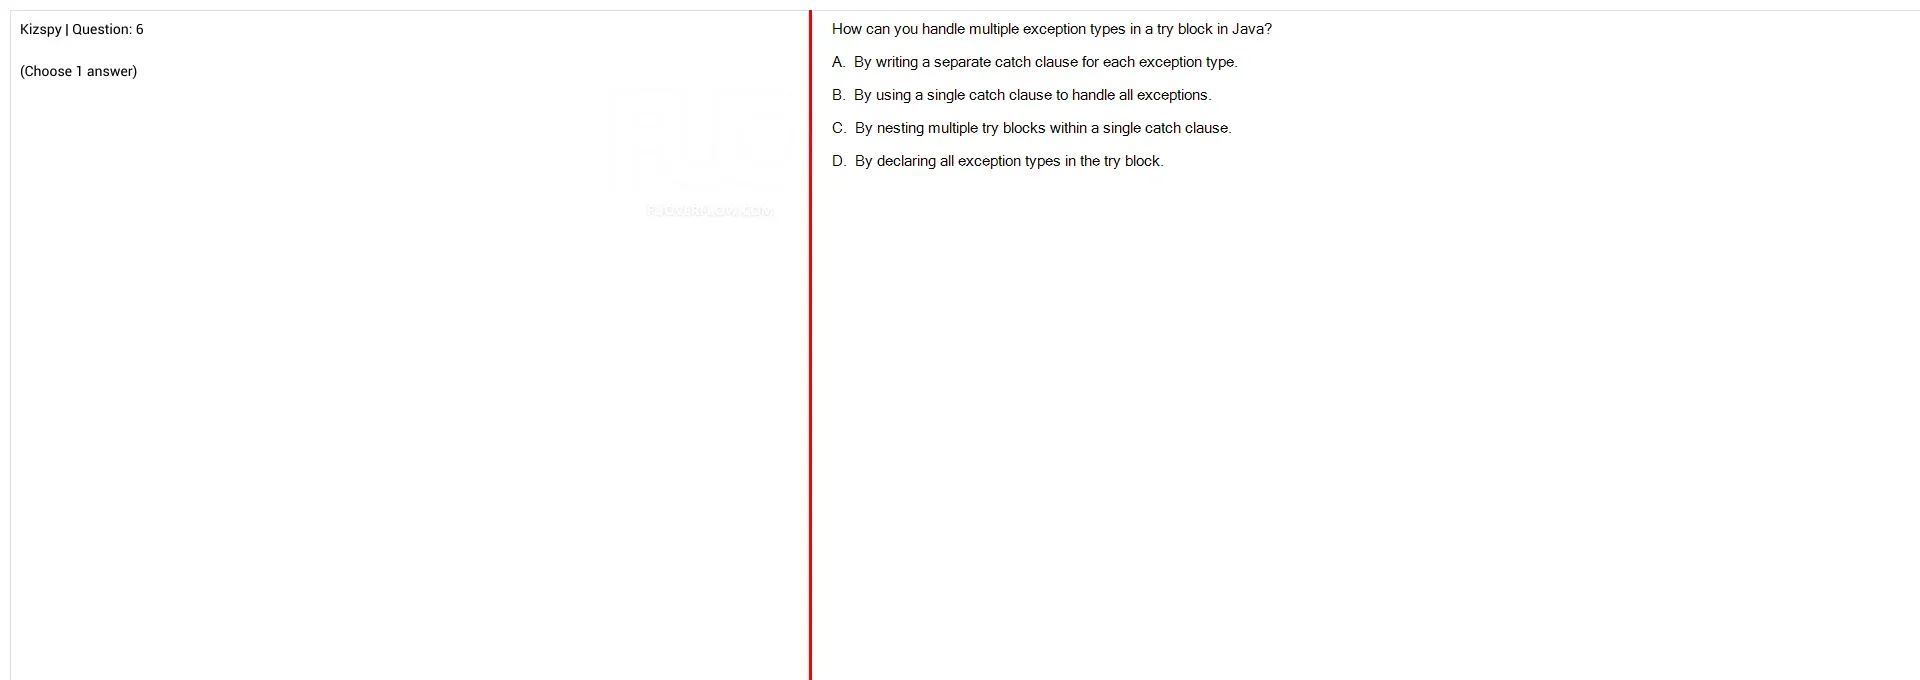 Kizspy | Question: 6
(Choose 1 answer)
FUOVERFLOW.COM
How can you handle multiple exception types in a try block in Java?
A. By writing a separate catch clause for each exception type.
B. By using a single catch clause to handle all exceptions.
C. By nesting multiple try blocks within a single catch clause.
D. By declaring all exception types in the try block.